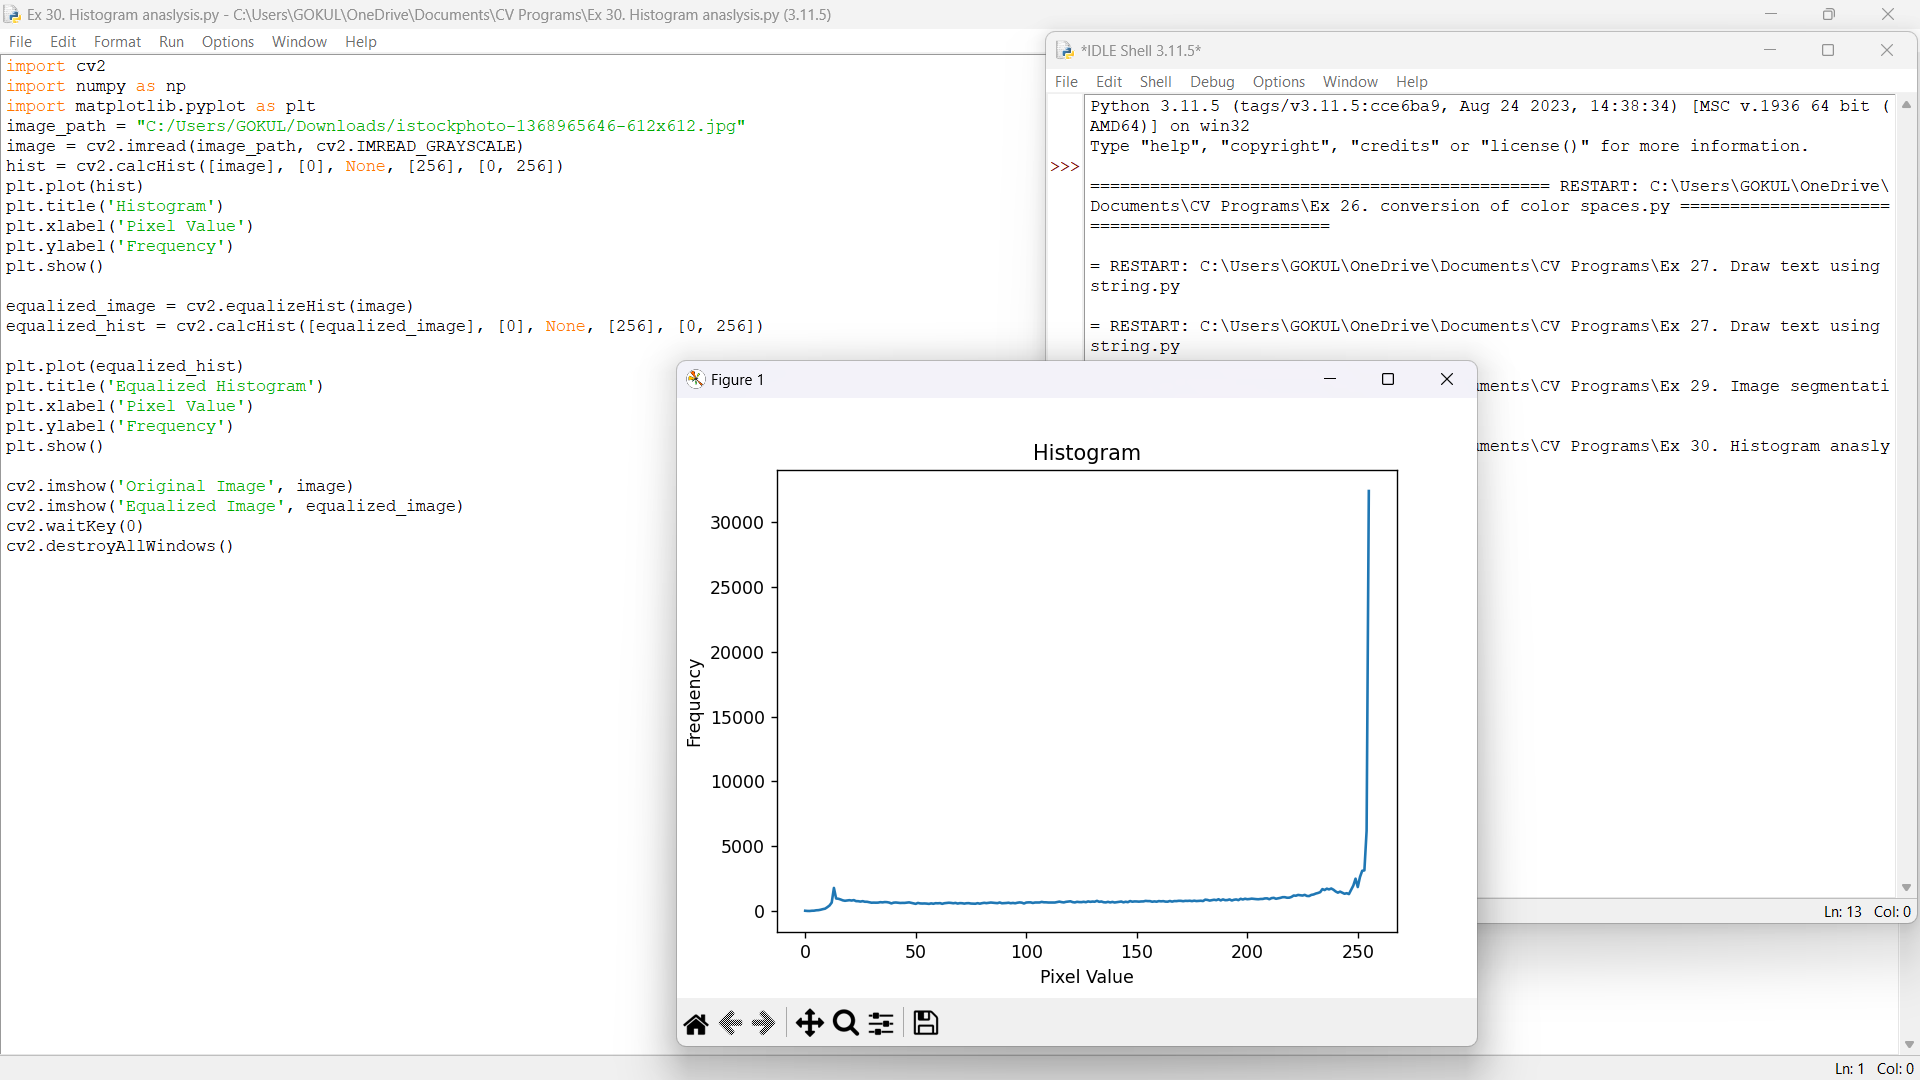 Ex 30. Histogram anaslysis.py - C:\Users\GOKUL\OneDrive\Documents\CV Programs\Ex 30. Histogram anaslysis.py (3.11.5)
File Edit Format Run Options Window Help
import cv2
import numpy as np
import matplotlib.pyplot as plt
image_path = "C:/Users/GOKUL/Downloads/istockphoto-1368965646-612x612.jpg"
image = cv2.imread(image_path, cv2.IMREAD_GRAYSCALE)
hist = cv2.calcHist([image], [0], None, [256], [0, 256])
plt.plot(hist)
plt.title('Histogram')
plt.xlabel('Pixel Value')
plt.ylabel('Frequency')
plt.show()
equalized_image = cv2.equalizeHist(image)
equalized_hist = cv2.calcHist([equalized_image], [0], None, [256], [0, 256])
plt.plot(equalized_hist)
plt.title('Equalized Histogram')
plt.xlabel('Pixel Value')
plt.ylabel('Frequency')
plt.show()
cv2.imshow('Original Image', image)
cv2.imshow('Equalized Image', equalized_image)
cv2.waitKey(0)
cv2.destroyAllWindows()
*IDLE Shell 3.11.5*
File Edit Shell Debug Options Window Help
Python 3.11.5 (tags/v3.11.5:cce6ba9, Aug 24 2023, 14:38:34) [MSC v.1936 64 bit (
AMD64)] on win32
Type "help", "copyright", "credits" or "license()" for more information.
>>>
============================================== RESTART: C:\Users\GOKUL\OneDrive\
Documents\CV Programs\Ex 26. conversion of color spaces.py =====================
========================
= RESTART: C:\Users\GOKUL\OneDrive\Documents\CV Programs\Ex 27. Draw text using
string.py
= RESTART: C:\Users\GOKUL\OneDrive\Documents\CV Programs\Ex 27. Draw text using
string.py
ments\CV Programs\Ex 29. Image segmentati
ments\CV Programs\Ex 30. Histogram anasly
Ln: 13 Col: 0
Figure 1
Histogram
30000
25000
20000
15000
10000
5000
0
Frequency
0 50 100 150 200 250
Pixel Value
Ln: 1 Col: 0